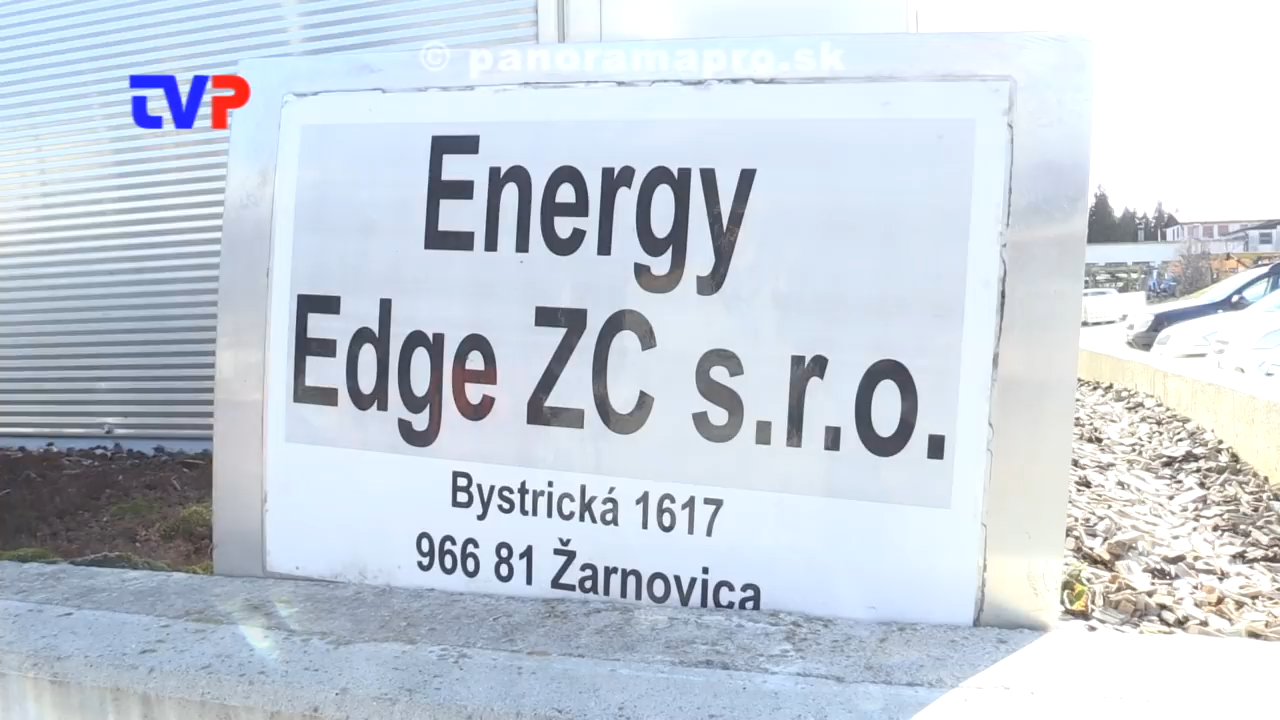 © panoramapro.sk
TVP
Energy
Edge ZC s.r.o.
Bystrická 1617
966 81 Žarnovica